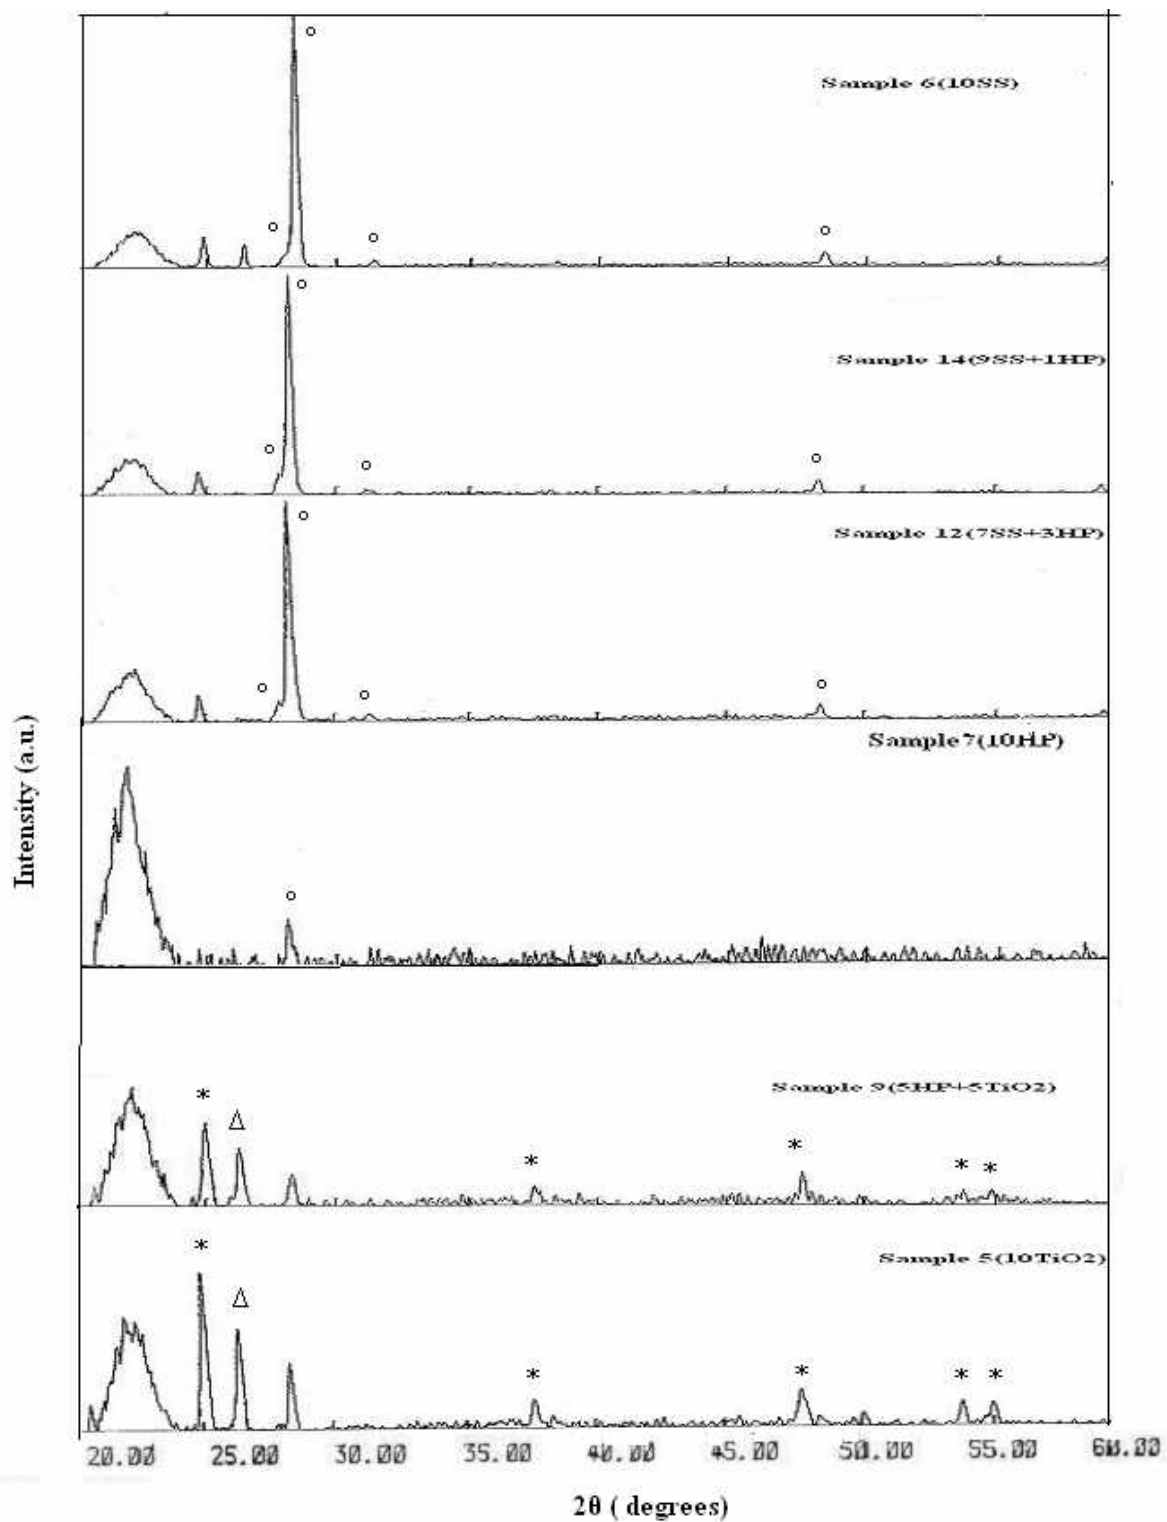 Sample 6(10SS)
Sample 14(9SS+1HP)
Sample 12(7SS+3HP)
Sample7(10HP)
Sample 9(5HP+5TiO2)
Sample 5(10TiO2)
Intensity (a.u.)
20.00 25.00 30.00 35.00 40.00 45.00 50.00 55.00 60.00
2θ ( degrees)